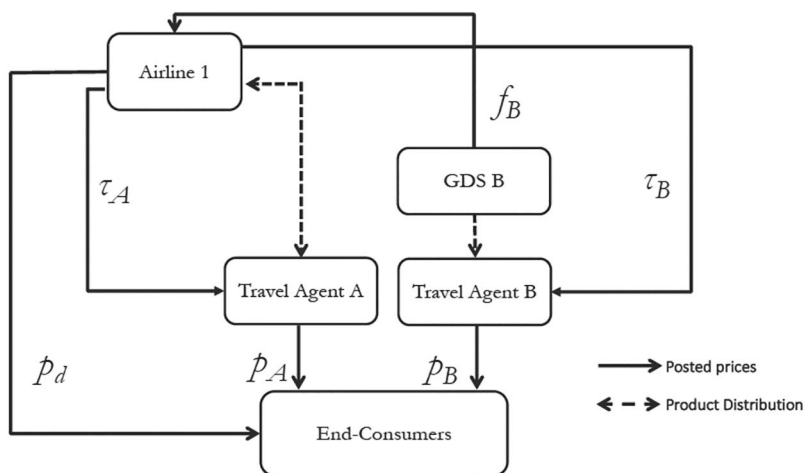 Airline 1
f_B
GDS B
τ_A
τ_B
Travel Agent A
Travel Agent B
p_d
p_A
p_B
Posted prices
Product Distribution
End-Consumers